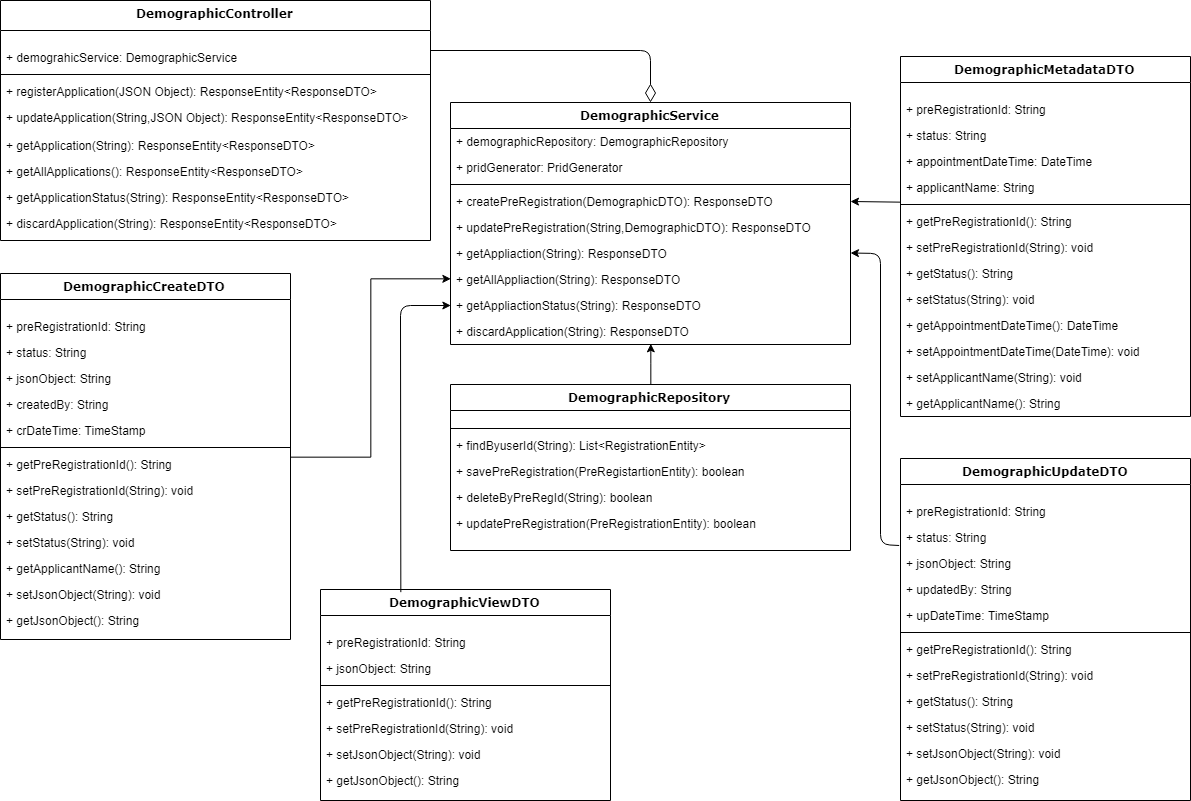 DemographicController
+ demograhicService: DemographicService
+ registerApplication(JSON Object): ResponseEntity<ResponseDTO>
+ updateApplication(String,JSON Object): ResponseEntity<ResponseDTO>
+ getApplication(String): ResponseEntity<ResponseDTO>
+ getAllApplications(): ResponseEntity<ResponseDTO>
+ getApplicationStatus(String): ResponseEntity<ResponseDTO>
+ discardApplication(String): ResponseEntity<ResponseDTO>
DemographicService
+ demographicRepository: DemographicRepository
+ pridGenerator: PridGenerator
+ createPreRegistration(DemographicDTO): ResponseDTO
+ updatePreRegistration(String,DemographicDTO): ResponseDTO
+ getAppliaction(String): ResponseDTO
+ getAllAppliaction(String): ResponseDTO
+ getAppliactionStatus(String): ResponseDTO
+ discardApplication(String): ResponseDTO
DemographicMetadataDTO
+ preRegistrationId: String
+ status: String
+ appointmentDateTime: DateTime
+ applicantName: String
+ getPreRegistrationId(): String
+ setPreRegistrationId(String): void
+ getStatus(): String
+ setStatus(String): void
+ getAppointmentDateTime(): DateTime
+ setAppointmentDateTime(DateTime): void
+ setApplicantName(String): void
+ getApplicantName(): String
DemographicCreateDTO
+ preRegistrationId: String
+ status: String
+ jsonObject: String
+ createdBy: String
+ crDateTime: TimeStamp
+ getPreRegistrationId(): String
+ setPreRegistrationId(String): void
+ getStatus(): String
+ setStatus(String): void
+ getApplicantName(): String
+ setJsonObject(String): void
+ getJsonObject(): String
DemographicRepository
+ findByuserId(String): List<RegistrationEntity>
+ savePreRegistration(PreRegistartionEntity): boolean
+ deleteByPreRegId(String): boolean
+ updatePreRegistration(PreRegistrationEntity): boolean
DemographicUpdateDTO
+ preRegistrationId: String
+ status: String
+ jsonObject: String
+ updatedBy: String
+ upDateTime: TimeStamp
+ getPreRegistrationId(): String
+ setPreRegistrationId(String): void
+ getStatus(): String
+ setStatus(String): void
+ setJsonObject(String): void
+ getJsonObject(): String
DemographicViewDTO
+ preRegistrationId: String
+ jsonObject: String
+ getPreRegistrationId(): String
+ setPreRegistrationId(String): void
+ setJsonObject(String): void
+ getJsonObject(): String